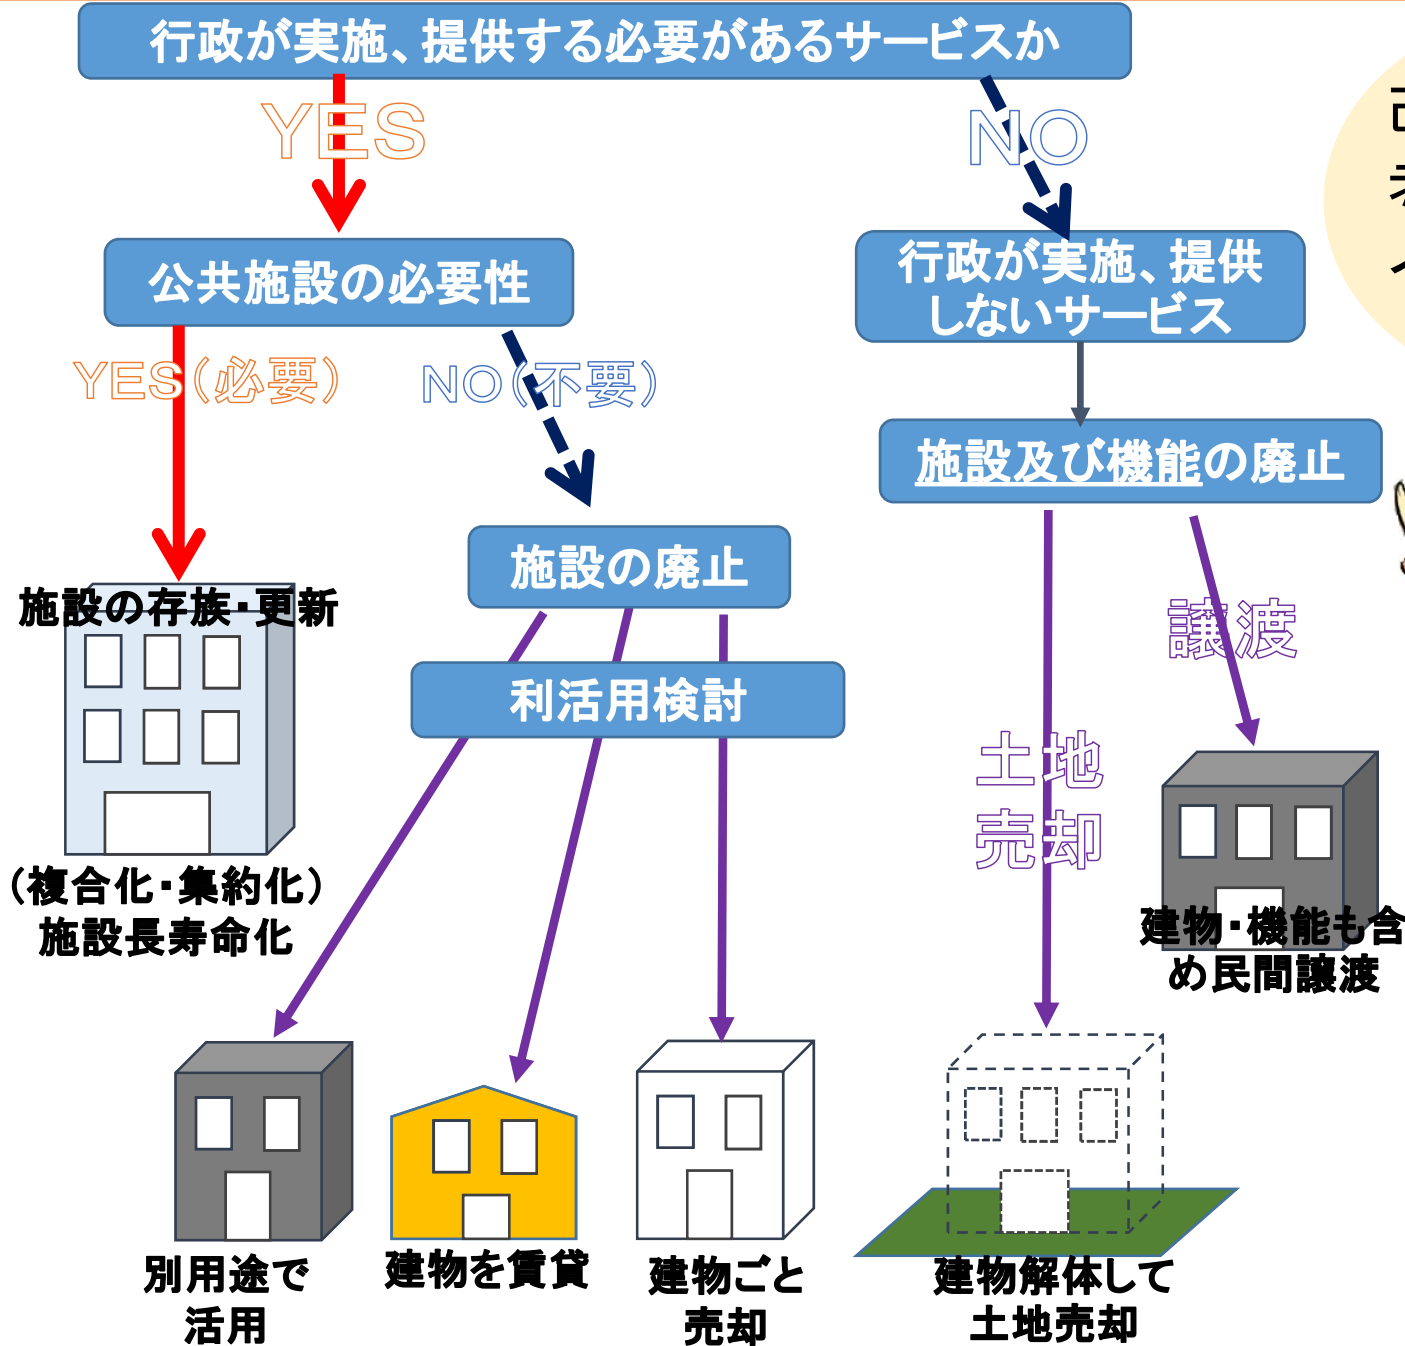 行政が実施、提供する必要があるサービスか
YES
NO
公共施設の必要性
行政が実施、提供
しないサービス
YES(必要)
NO(不要)
施設及び機能の廃止
施設の廃止
施設の存族・更新
譲渡
利活用検討
土地
売却
(複合化・集約化)
施設長寿命化
建物・機能も含
め民間譲渡
別用途で
活用
建物を賃貸
建物ごと
売却
建物解体して
土地売却